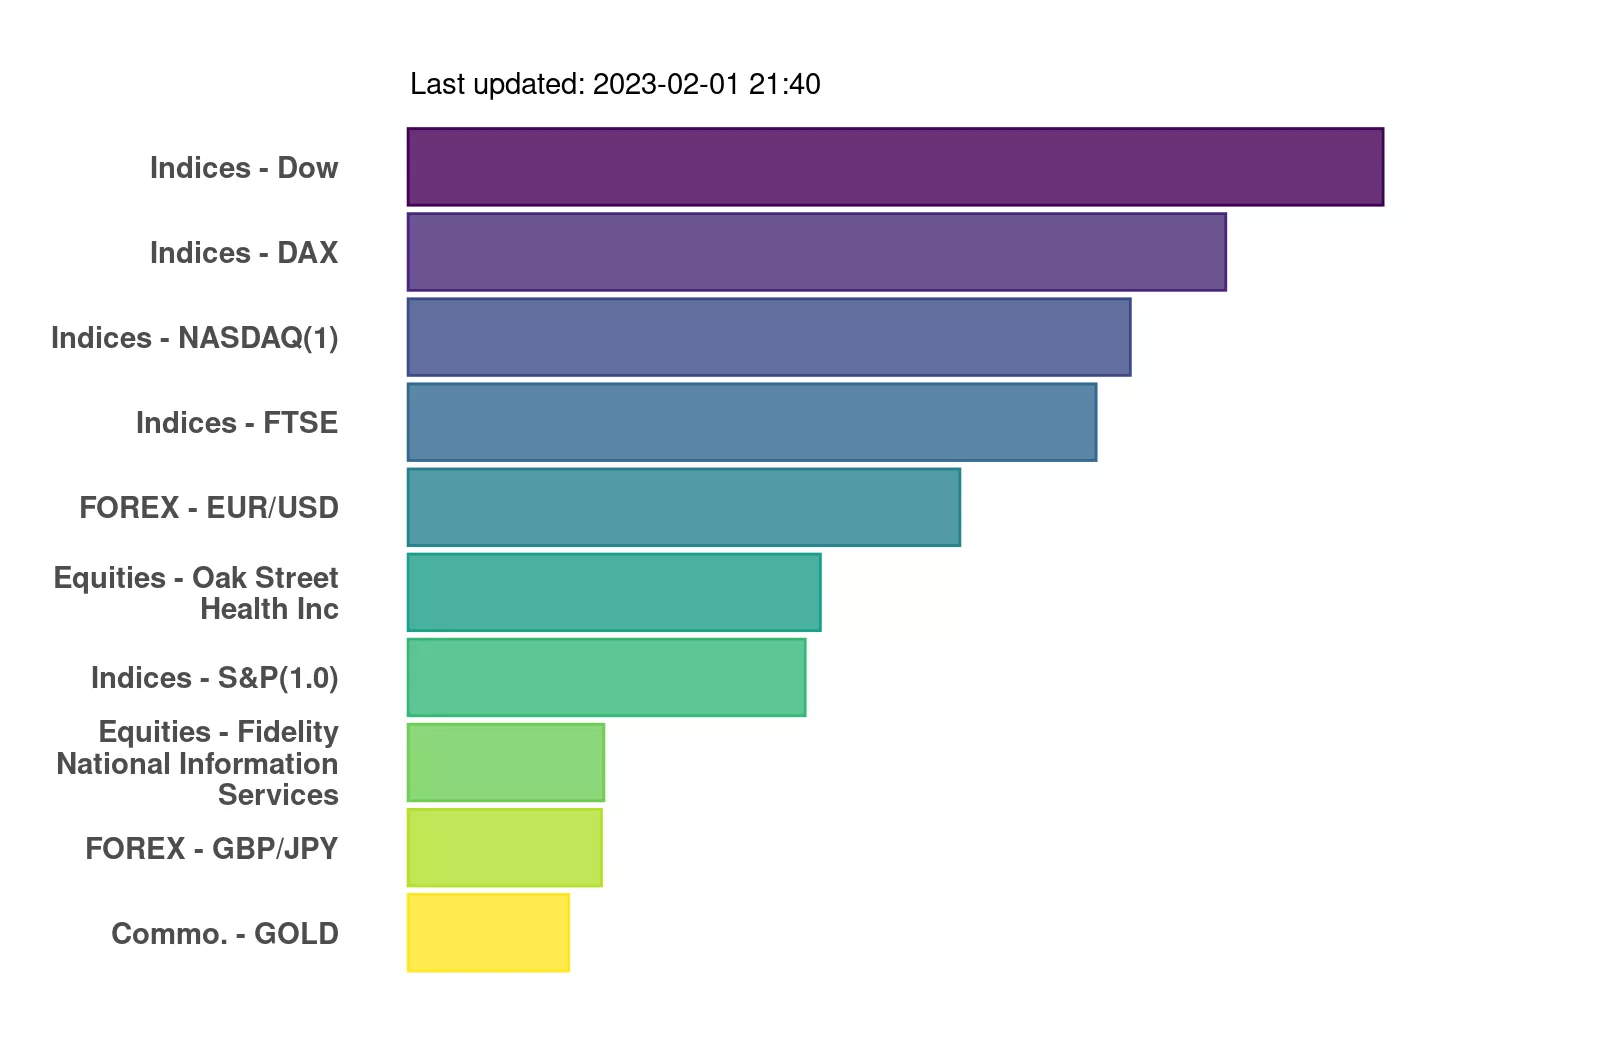 Last updated: 2023-02-01 21:40
Indices - Dow
Indices - DAX
Indices - NASDAQ(1)
Indices - FTSE
FOREX - EUR/USD
Equities - Oak Street
Health Inc
Indices - S&P(1.0)
Equities - Fidelity
National Information
Services
FOREX - GBP/JPY
Commo. - GOLD